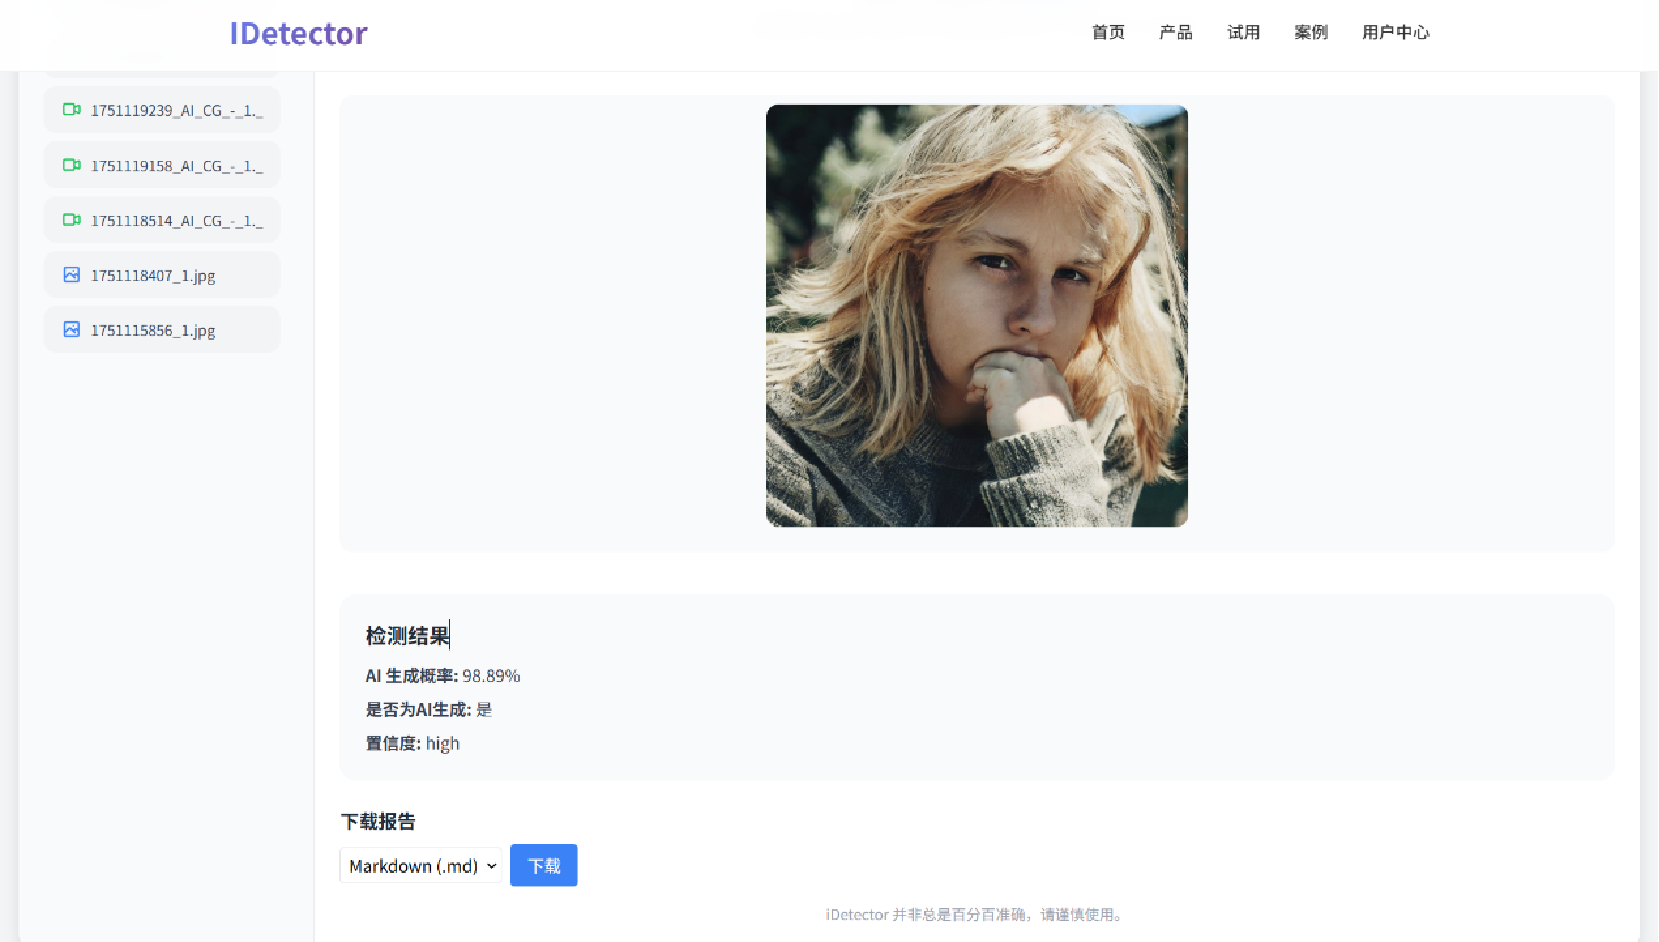 IDetector
首页 产品 试用 案例 用户中心
1751119239_AI_CG_-_1._
1751119158_AI_CG_-_1._
1751118514_AI_CG_-_1._
1751118407_1.jpg
1751115856_1.jpg
检测结果
AI 生成概率: 98.89%
是否为AI生成: 是
置信度: high
下载报告
Markdown (.md) 下载
iDetector 并非总是百分百准确，请谨慎使用。